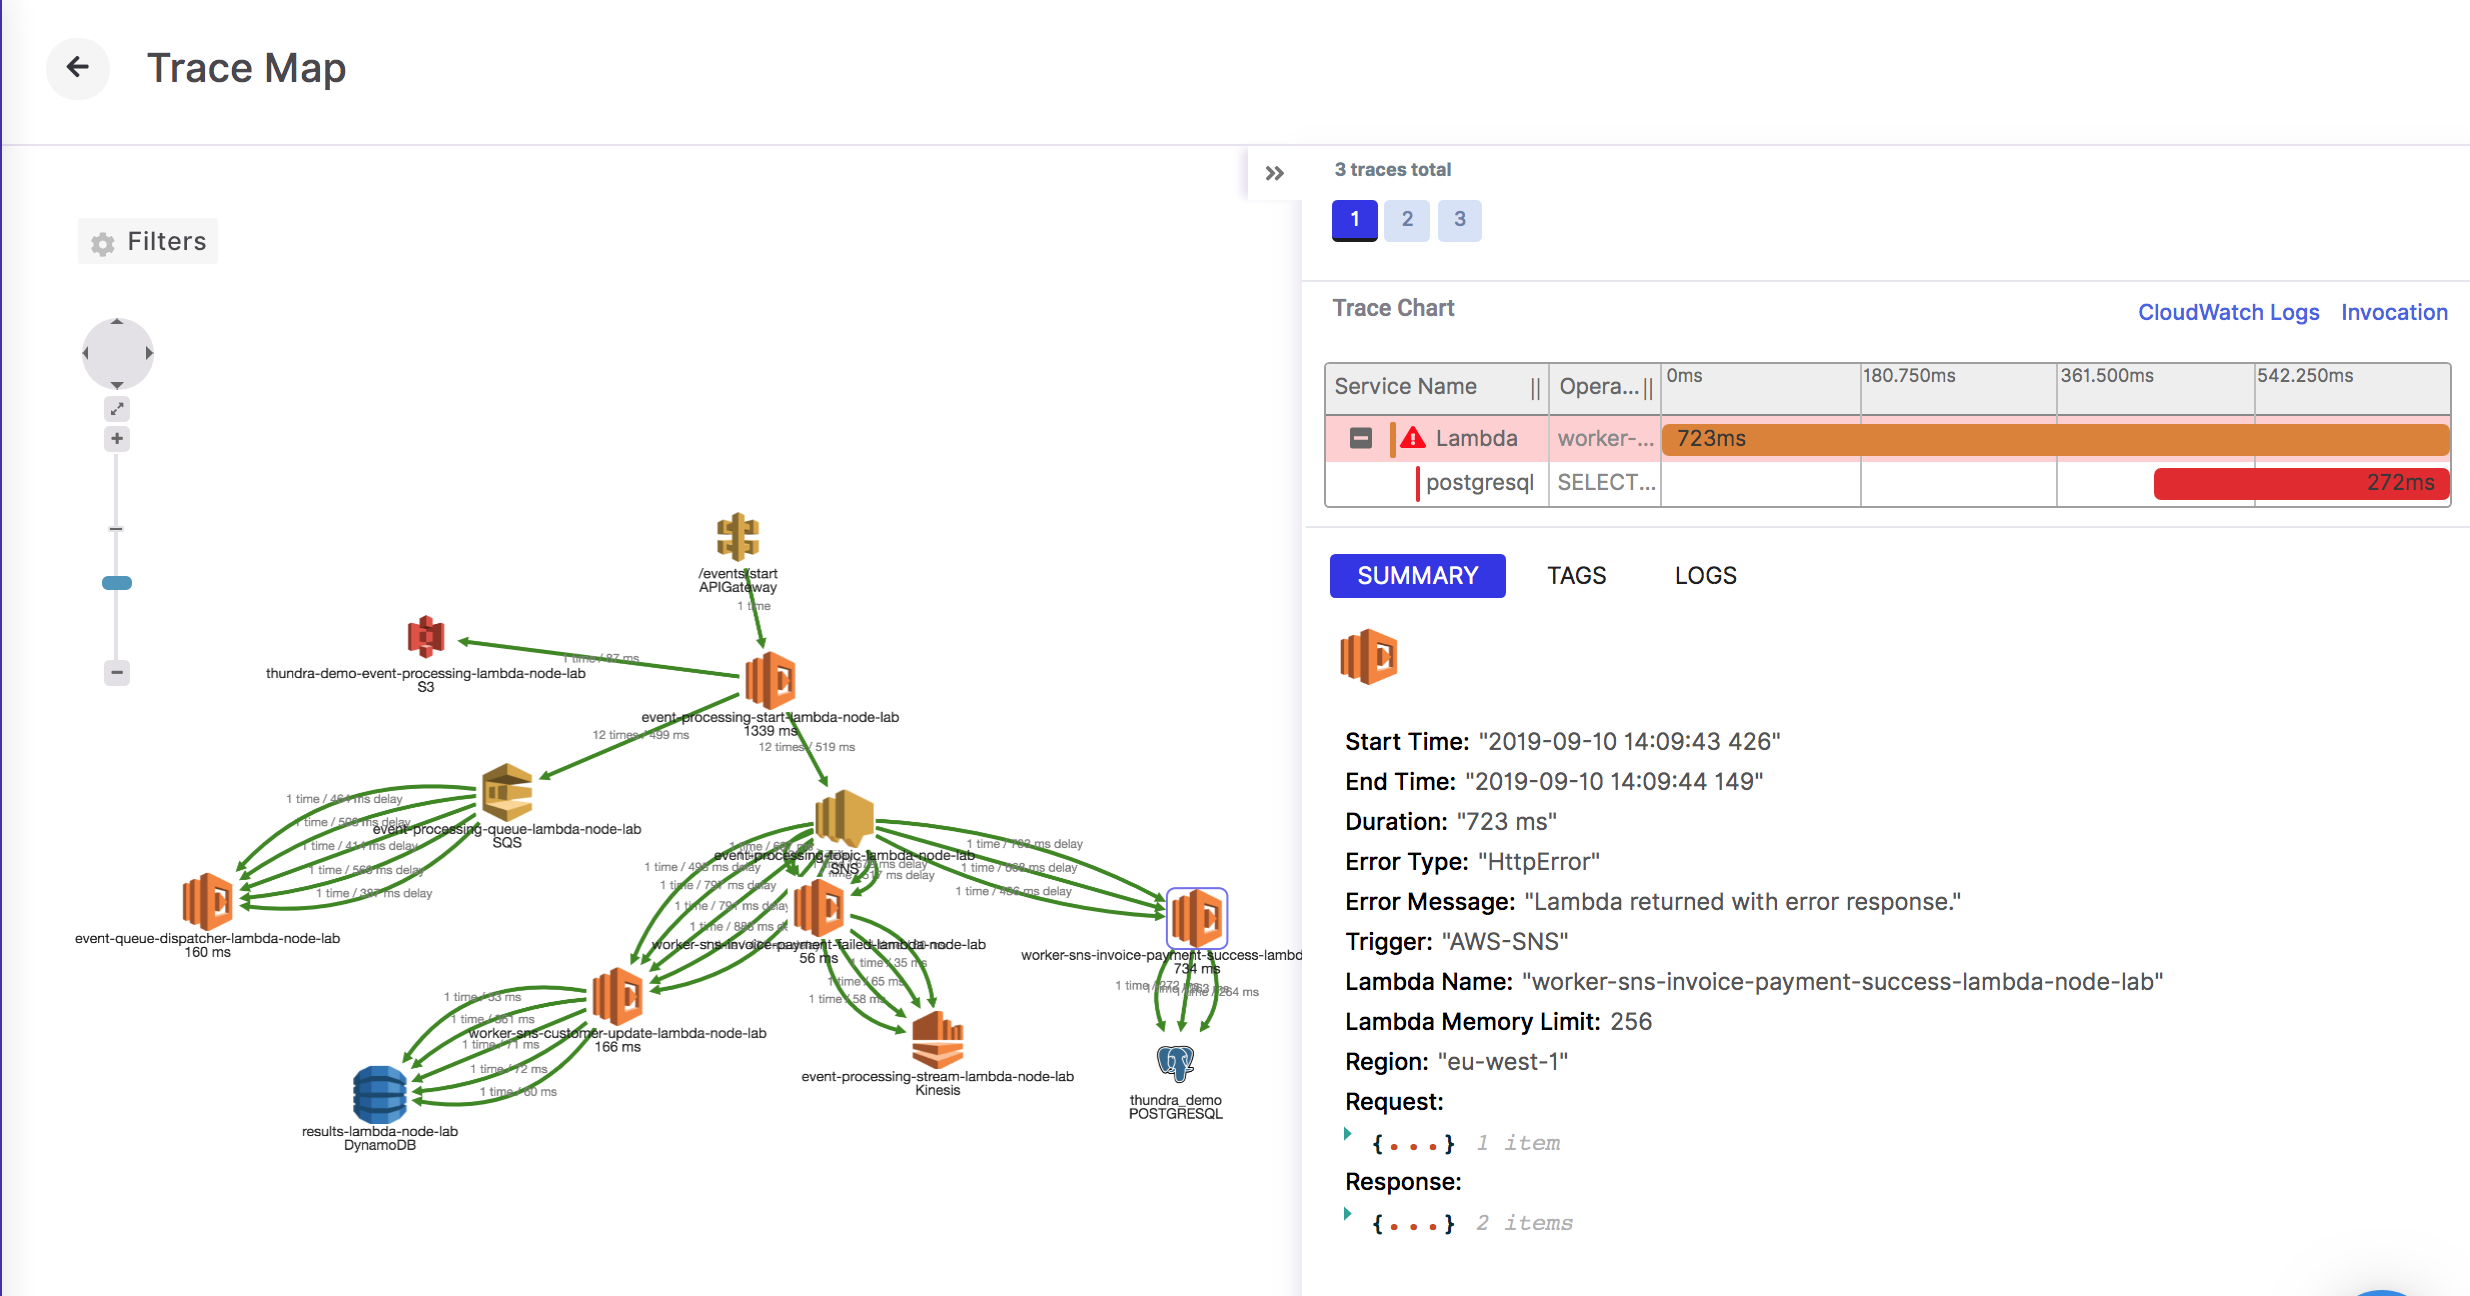 Trace Map
Filters
/events/start
APIGateway
1 time
thundra-demo-event-processing-lambda-node-lab
S3
1 time / 87 ms
event-processing-start-lambda-node-lab
1339 ms
12 times / 499 ms
12 times / 519 ms
event-processing-queue-lambda-node-lab
SQS
1 time / ms delay
time / ms delay
1 time / 414 ms delay
1 time / ms delay
1 time / 387 ms delay
event-queue-dispatcher-lambda-node-lab
160 ms
event-processing-topic-lambda-node-lab
SNS
1 time / ms delay
1 time / 791 ms delay
1 time / 791 ms delay
1 time / ms
ms delay
ms delay
1 time / ms delay
1 time / ms delay
1 time / ms delay
worker-sns-invoice-payment-failed-lambda-node-lab
56 ms
1 time / 35 ms
1 time / 65 ms
1 time / 58 ms
worker-sns-invoice-payment-success-lambd
734 ms
1 time / 272
1 time / 264 ms
worker-sns-customer-update-lambda-node-lab
166 ms
1 time / 53 ms
1 time / ms
1 time / 71 ms
1 time / 72 ms
1 time / 60 ms
event-processing-stream-lambda-node-lab
Kinesis
thundra_demo
POSTGRESQL
results-lambda-node-lab
DynamoDB
3 traces total
1 2 3
Trace Chart
CloudWatch Logs Invocation
Service Name || Opera... || 0ms 180.750ms 361.500ms 542.250ms
Lambda worker-... 723ms
postgresql SELECT... 272ms
SUMMARY TAGS LOGS
Start Time: "2019-09-10 14:09:43 426"
End Time: "2019-09-10 14:09:44 149"
Duration: "723 ms"
Error Type: "HttpError"
Error Message: "Lambda returned with error response."
Trigger: "AWS-SNS"
Lambda Name: "worker-sns-invoice-payment-success-lambda-node-lab"
Lambda Memory Limit: 256
Region: "eu-west-1"
Request:
{...} 1 item
Response:
{...} 2 items